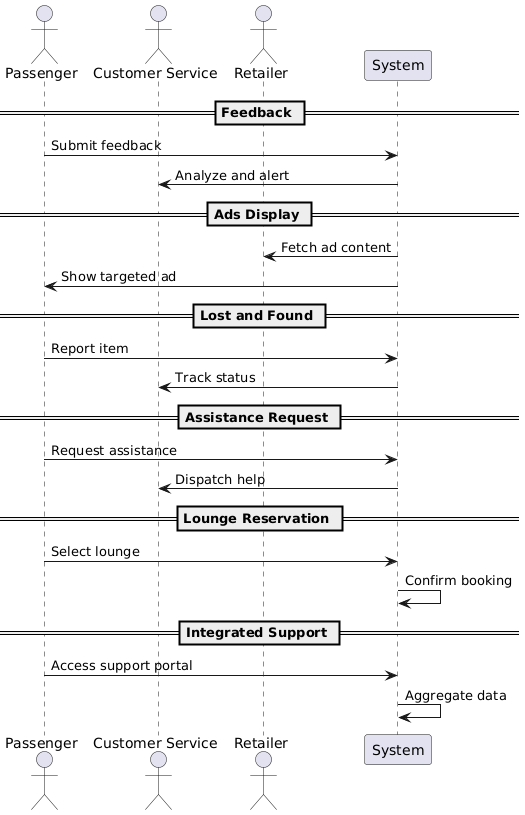 Passenger Customer Service Retailer System
Feedback
Submit feedback
Analyze and alert
Ads Display
Fetch ad content
Show targeted ad
Lost and Found
Report item
Track status
Assistance Request
Request assistance
Dispatch help
Lounge Reservation
Select lounge
Confirm booking
Integrated Support
Access support portal
Aggregate data
Passenger Customer Service Retailer System